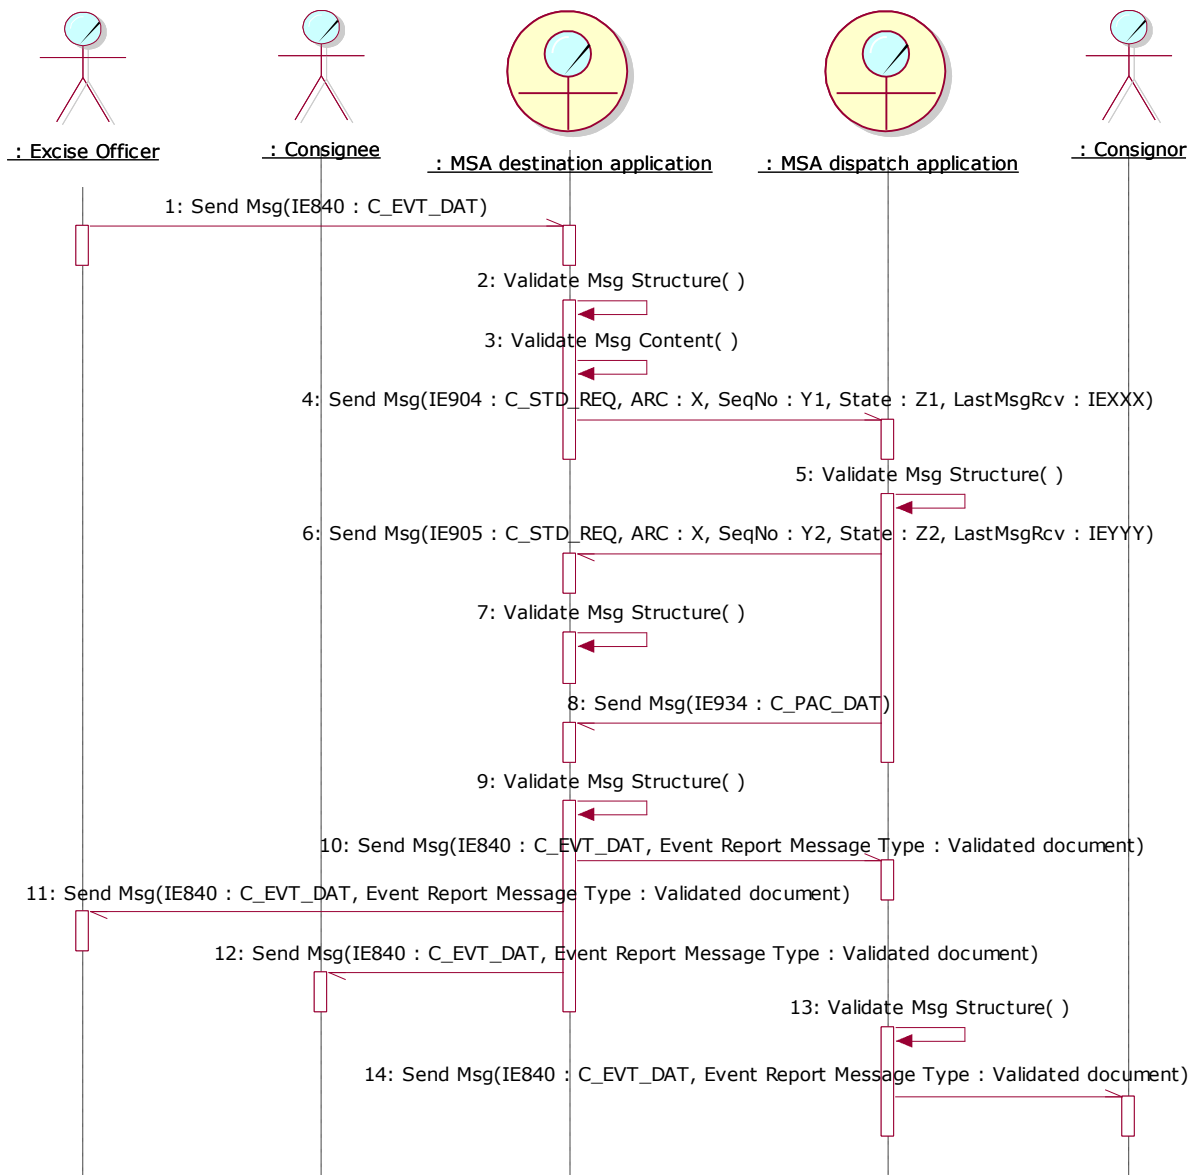 : Excise Officer
: Consignee
: MSA destination application
: MSA dispatch application
: Consignor
1: Send Msg(IE840 : C_EVT_DAT)
2: Validate Msg Structure( )
3: Validate Msg Content( )
4: Send Msg(IE904 : C_STD_REQ, ARC : X, SeqNo : Y1, State : Z1, LastMsgRcv : IEXXX)
5: Validate Msg Structure( )
6: Send Msg(IE905 : C_STD_REQ, ARC : X, SeqNo : Y2, State : Z2, LastMsgRcv : IEYYY)
7: Validate Msg Structure( )
8: Send Msg(IE934 : C_PAC_DAT)
9: Validate Msg Structure( )
10: Send Msg(IE840 : C_EVT_DAT, Event Report Message Type : Validated document)
11: Send Msg(IE840 : C_EVT_DAT, Event Report Message Type : Validated document)
12: Send Msg(IE840 : C_EVT_DAT, Event Report Message Type : Validated document)
13: Validate Msg Structure( )
14: Send Msg(IE840 : C_EVT_DAT, Event Report Message Type : Validated document)